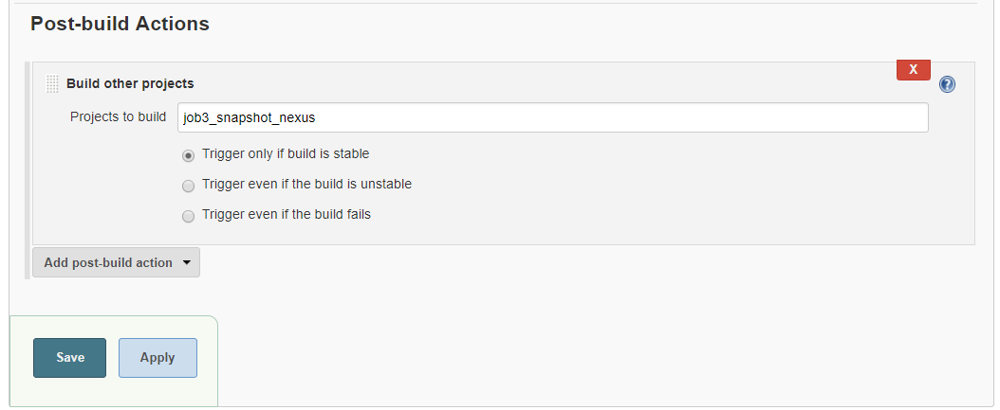 Post-build Actions
X
Build other projects
?
Projects to build job3_snapshot_nexus
Trigger only if build is stable
Trigger even if the build is unstable
Trigger even if the build fails
Add post-build action
Save Apply